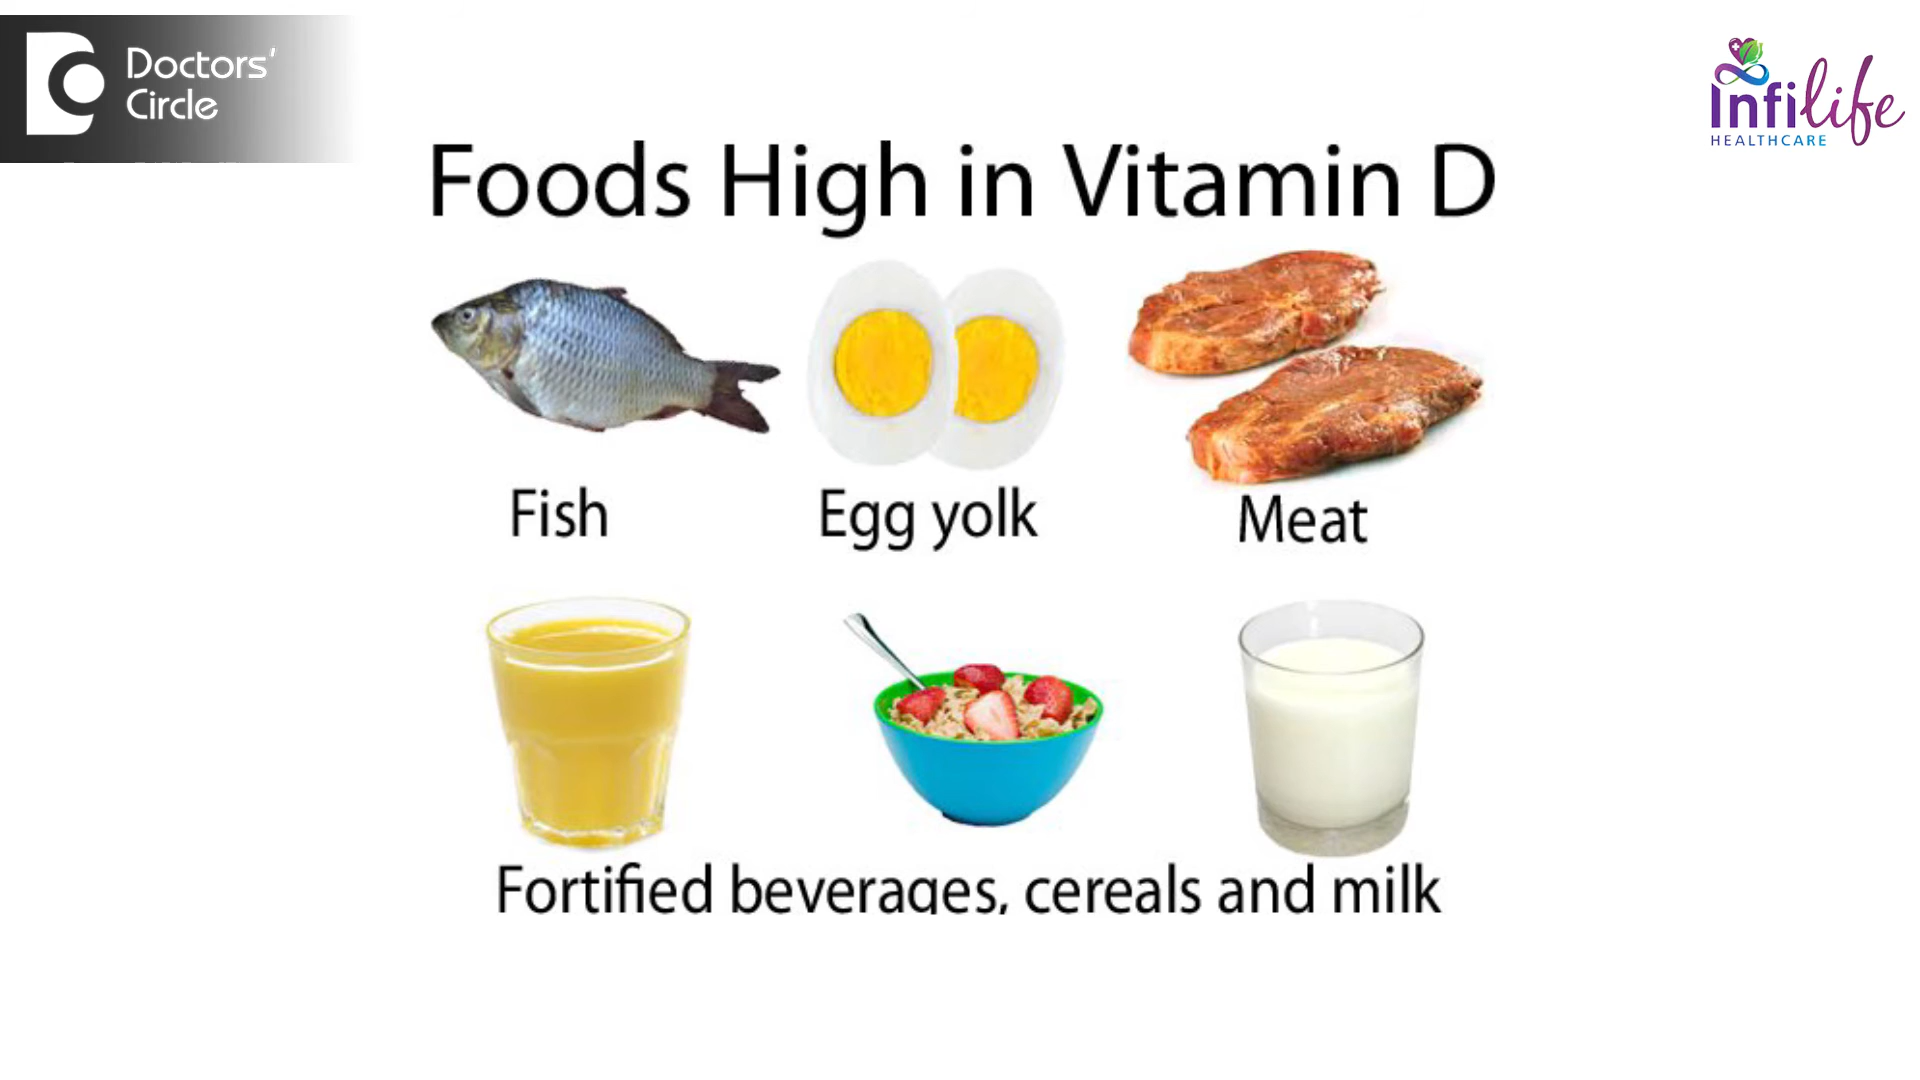 Doctors'
Circle
Infilife
HEALTHCARE
Foods High in Vitamin D
Fish
Egg yolk
Meat
Fortified beverages, cereals and milk